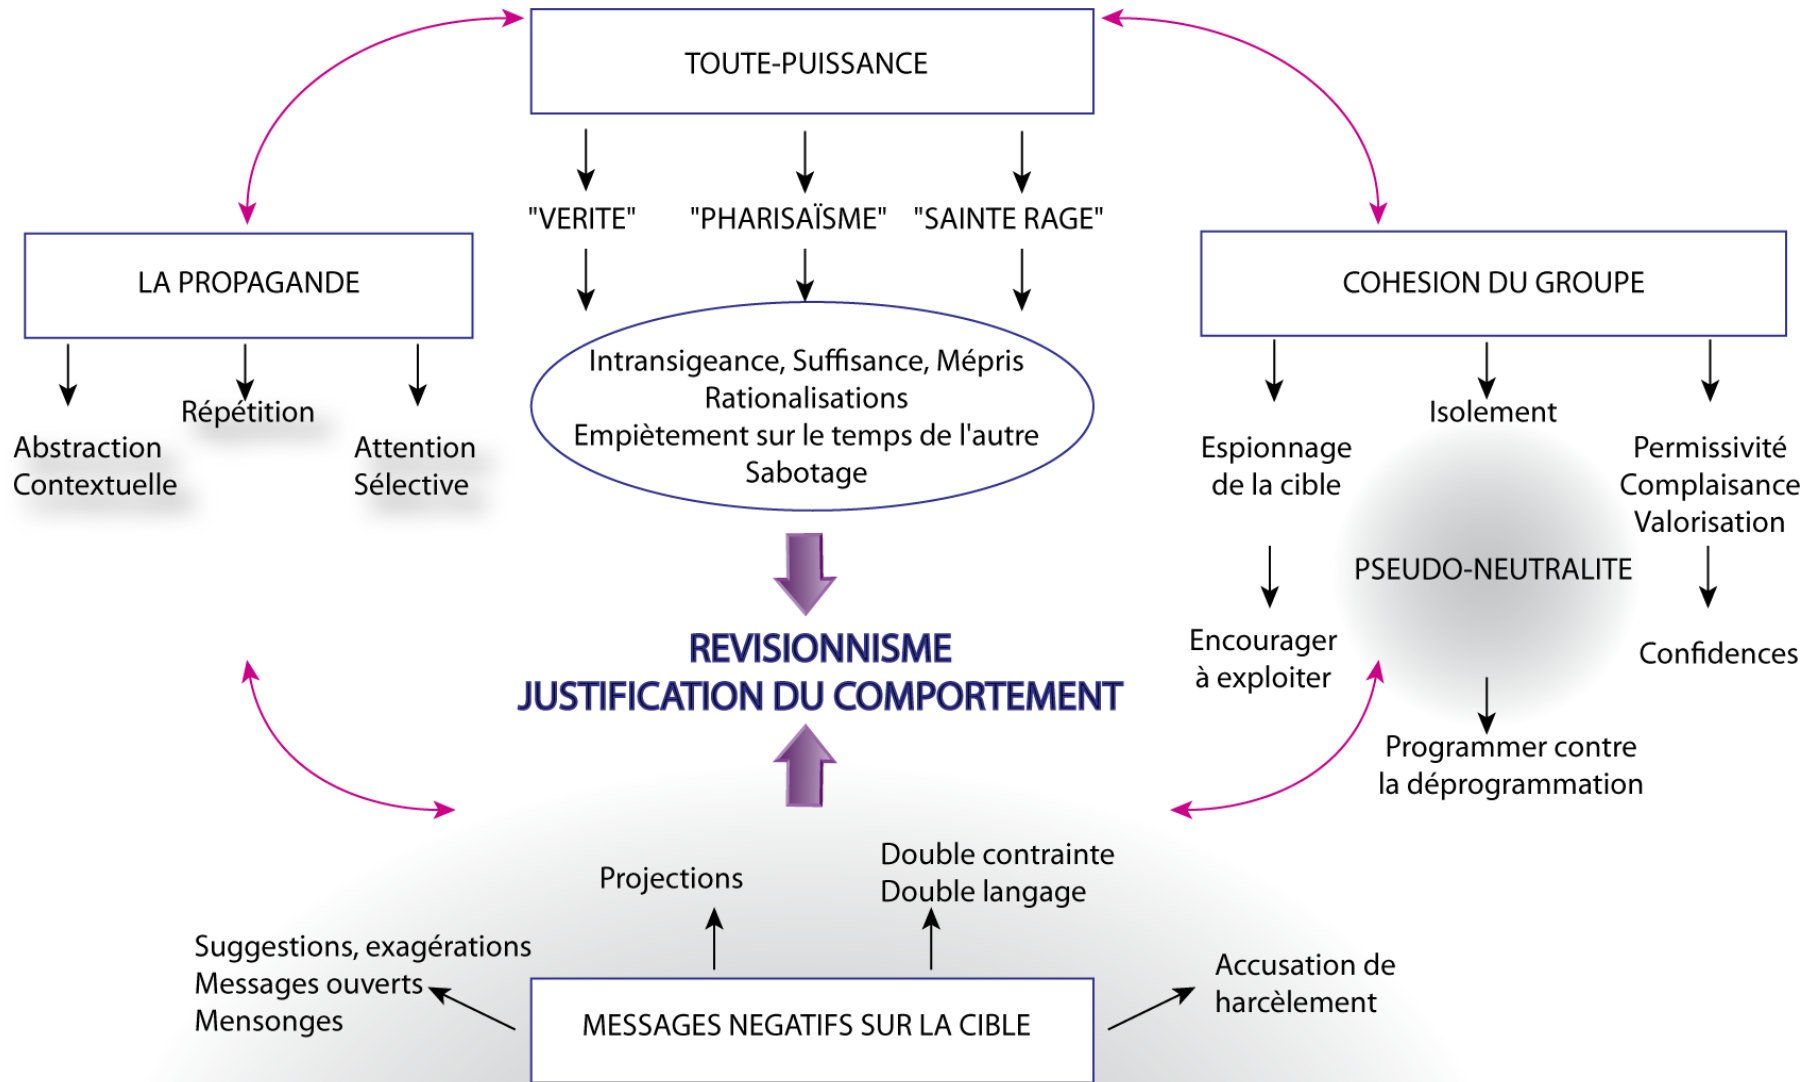 TOUTE-PUISSANCE
"VERITE"
"PHARISAÏSME"
"SAINTE RAGE"
Intransigeance, Suffisance, Mépris
Rationalisations
Empiètement sur le temps de l'autre
Sabotage
LA PROPAGANDE
Abstraction
Contextuelle
Répétition
Attention
Sélective
COHESION DU GROUPE
Espionnage
de la cible
Encourager
à exploiter
Isolement
PSEUDO-NEUTRALITE
Programmer contre
la déprogrammation
Permissivité
Complaisance
Valorisation
Confidences
REVISIONNISME
JUSTIFICATION DU COMPORTEMENT
Projections
Double contrainte
Double langage
Suggestions, exagérations
Messages ouverts
Mensonges
Accusation de
harcèlement
MESSAGES NEGATIFS SUR LA CIBLE